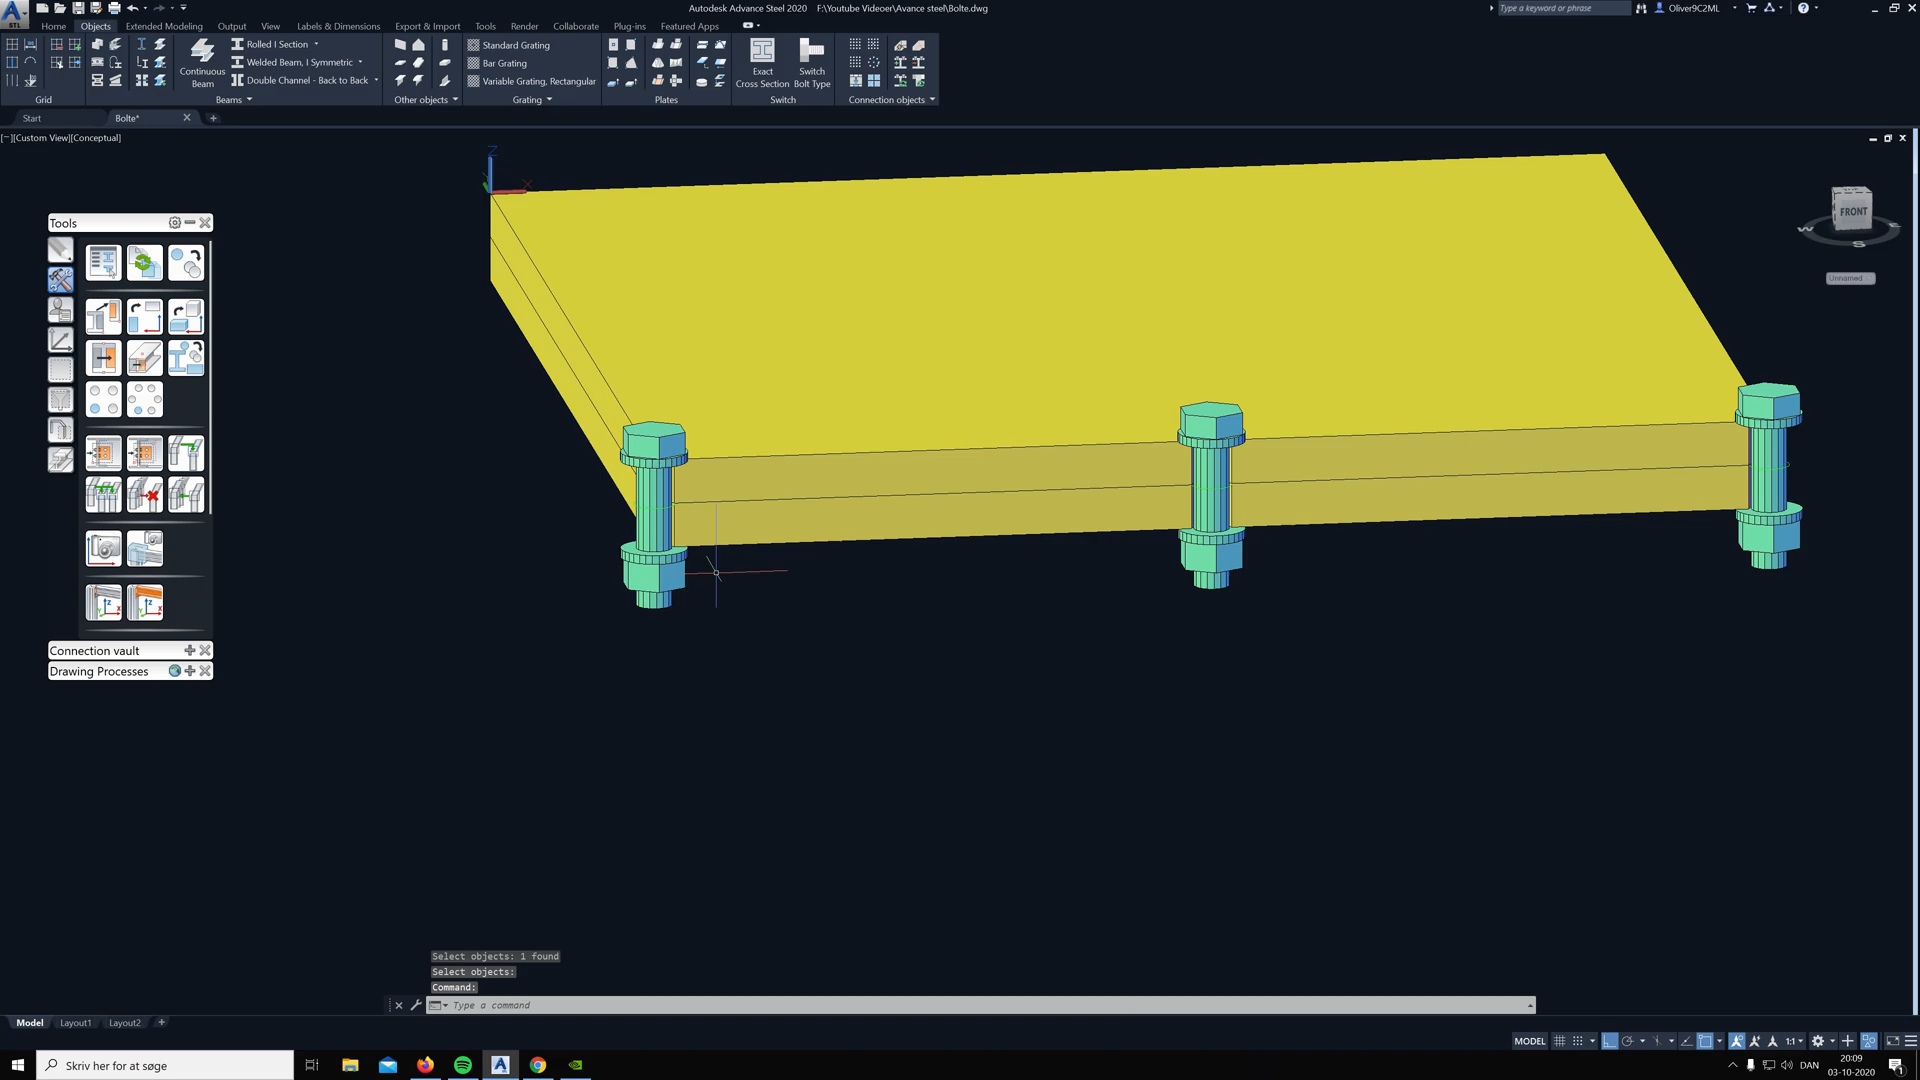 Autodesk Advance Steel 2020 F:\Youtube Videoer\Avance steel\Bolte.dwg
Type a keyword or phrase
Oliver9C2ML
STL
Home Objects Extended Modeling Output View Labels & Dimensions Export & Import Tools Render Collaborate Plug-ins Featured Apps
Continuous Beam
Rolled I Section
Welded Beam, I Symmetric
Double Channel - Back to Back
Standard Grating
Bar Grating
Variable Grating, Rectangular
Exact Cross Section
Switch Bolt Type
Grid Beams Other objects Grating Plates Switch Connection objects
Start Bolte*
[−][Custom View][Conceptual]
Z
X
FRONT
W
S
E
Unnamed
Tools
Connection vault
Drawing Processes
Select objects: 1 found
Select objects:
Command:
Type a command
Model Layout1 Layout2
MODEL 1:1
Skriv her for at søge
DAN
20:09
03-10-2020
1